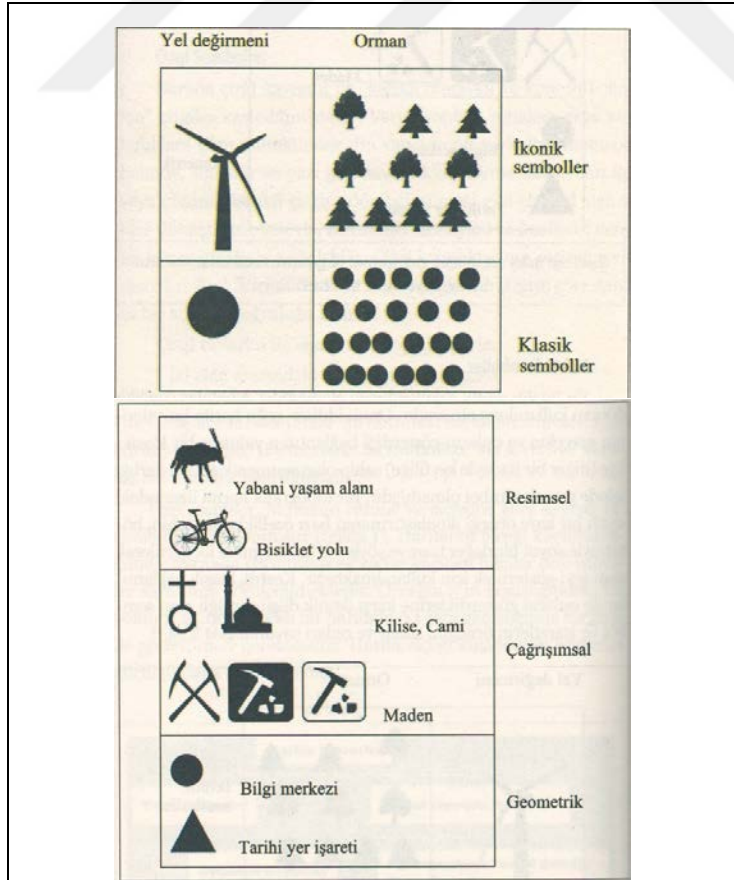 Yel değirmeni Orman
İkonik
semboller
Klasik
semboller
Yabani yaşam alanı
Resimsel
Bisiklet yolu
Kilise, Cami
Çağrışımsal
Maden
Bilgi merkezi
Geometrik
Tarihi yer işareti